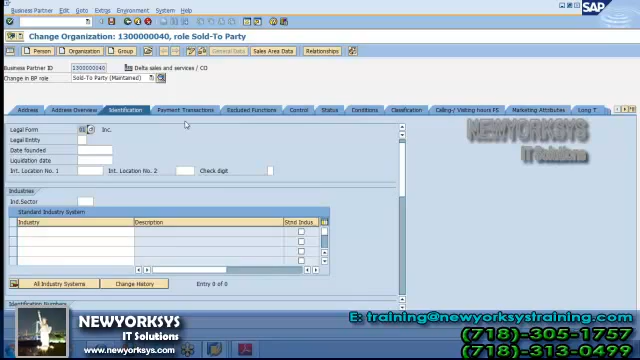 Business Partner Edit Goto Extras Environment System Help
SAP
Change Organization: 1300000040, role Sold-To Party
Person Organization Group General Data Sales Area Data Relationships
Business Partner ID 1300000040 Delta sales and services / CO
Change in BP role Sold-To Party (Maintained)
Address Address Overview Identification Payment Transactions Excluded Functions Control Status Conditions Classification Calling-/ Visiting hours FS Marketing Attributes Long T
NEWYORKSYS
IT Solutions
Legal Form 01 Inc.
Legal Entity
Date founded
Liquidation date
Int. Location No. 1 Int. Location No. 2 Check digit
Industries
Ind.Sector
Standard Industry System
Industry Description Stnd Indus
All Industry Systems Change History Entry 0 of 0
Identification Numbers
NEWYORKSYS
IT Solutions
www.newyorksys.com
E: training@newyorksystraining.com
(718)-305-1757
(718)-313-0499